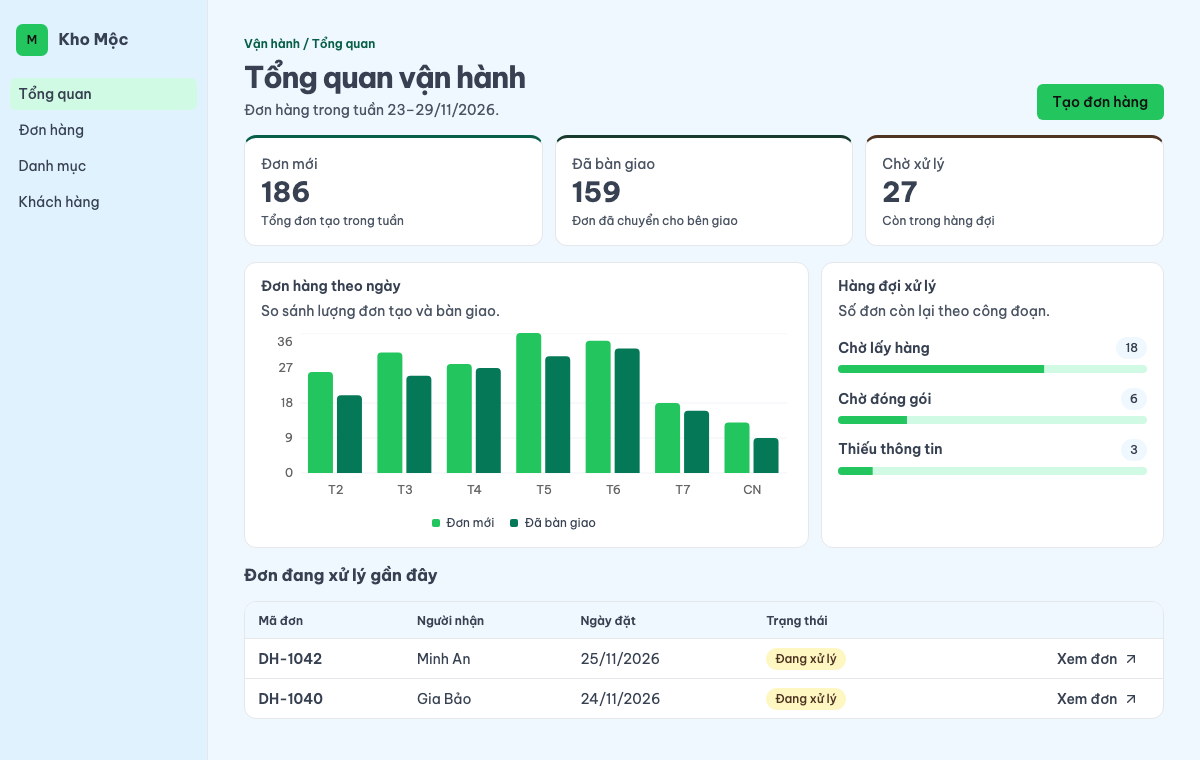 M Kho Mộc
Tổng quan
Đơn hàng
Danh mục
Khách hàng
Vận hành / Tổng quan
Tổng quan vận hành
Đơn hàng trong tuần 23–29/11/2026.
Tạo đơn hàng
Đơn mới
186
Tổng đơn tạo trong tuần
Đã bàn giao
159
Đơn đã chuyển cho bên giao
Chờ xử lý
27
Còn trong hàng đợi
Đơn hàng theo ngày
So sánh lượng đơn tạo và bàn giao.
36
27
18
9
0
T2 T3 T4 T5 T6 T7 CN
Đơn mới Đã bàn giao
Hàng đợi xử lý
Số đơn còn lại theo công đoạn.
Chờ lấy hàng 18
Chờ đóng gói 6
Thiếu thông tin 3
Đơn đang xử lý gần đây
Mã đơn Người nhận Ngày đặt Trạng thái
DH-1042 Minh An 25/11/2026 Đang xử lý Xem đơn
DH-1040 Gia Bảo 24/11/2026 Đang xử lý Xem đơn